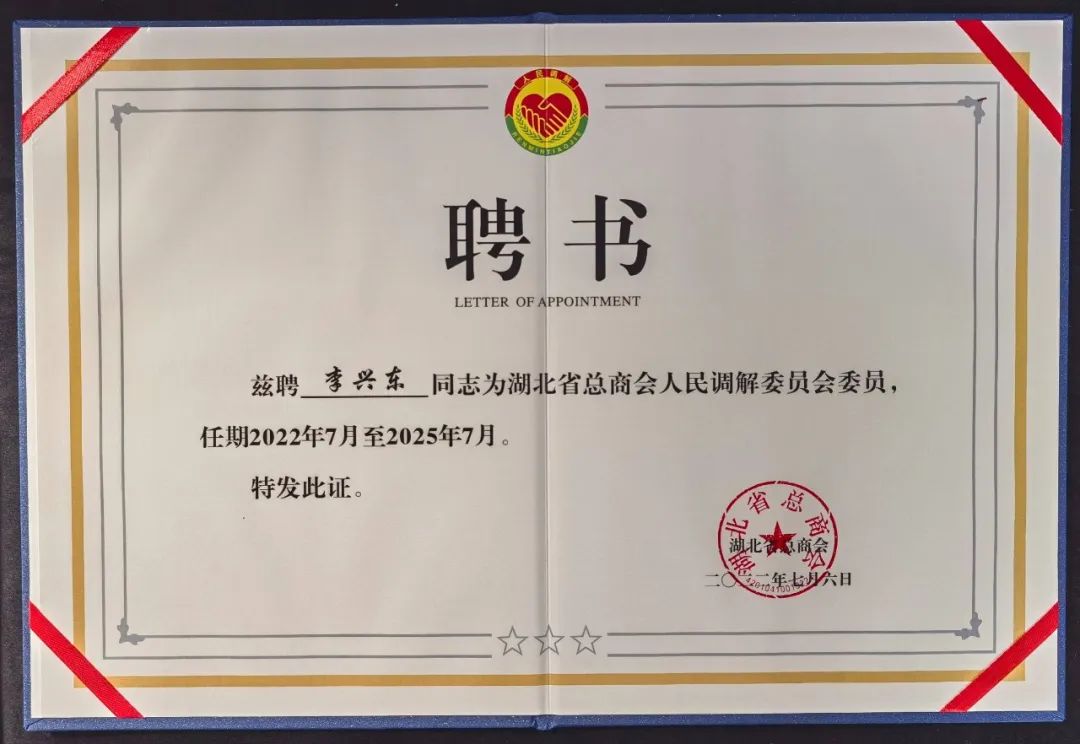 人民调解
RENMINTIAOJIE
聘书
LETTER OF APPOINTMENT
兹聘 李兴东 同志为湖北省总商会人民调解委员会委员，
任期2022年7月至2025年7月。
特发此证。
湖北省总商会
湖北省总商会
二〇二二年七月六日